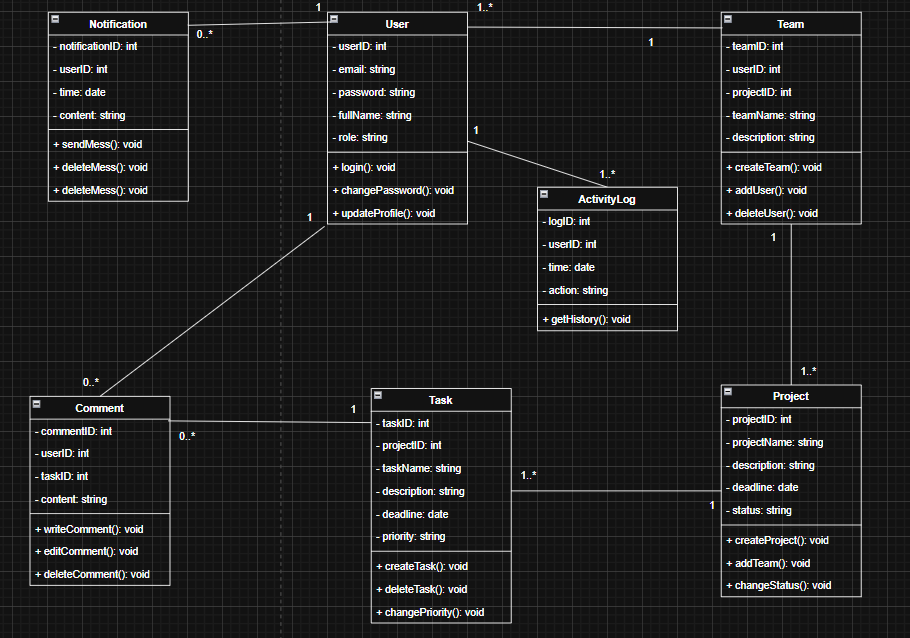 Notification
- notificationID: int
- userID: int
- time: date
- content: string
+ sendMess(): void
+ deleteMess(): void
+ deleteMess(): void
0..*
1
User
- userID: int
- email: string
- password: string
- fullName: string
- role: string
+ login(): void
+ changePassword(): void
+ updateProfile(): void
1..*
1
Team
- teamID: int
- userID: int
- projectID: int
- teamName: string
- description: string
+ createTeam(): void
+ addUser(): void
+ deleteUser(): void
1
1..*
ActivityLog
- logID: int
- userID: int
- time: date
- action: string
+ getHistory(): void
1
0..*
1
1..*
Comment
- commentID: int
- userID: int
- taskID: int
- content: string
+ writeComment(): void
+ editComment(): void
+ deleteComment(): void
0..*
1
Task
- taskID: int
- projectID: int
- taskName: string
- description: string
- deadline: date
- priority: string
+ createTask(): void
+ deleteTask(): void
+ changePriority(): void
1..*
1
Project
- projectID: int
- projectName: string
- description: string
- deadline: date
- status: string
+ createProject(): void
+ addTeam(): void
+ changeStatus(): void